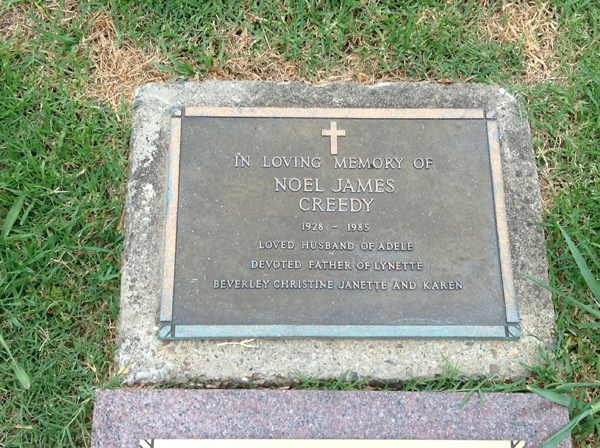 IN LOVING MEMORY OF
NOEL JAMES
CREEDY
1928 - 1985
LOVED HUSBAND OF ADELE
DEVOTED FATHER OF LYNETTE
BEVERLEY CHRISTINE JANETTE AND KAREN